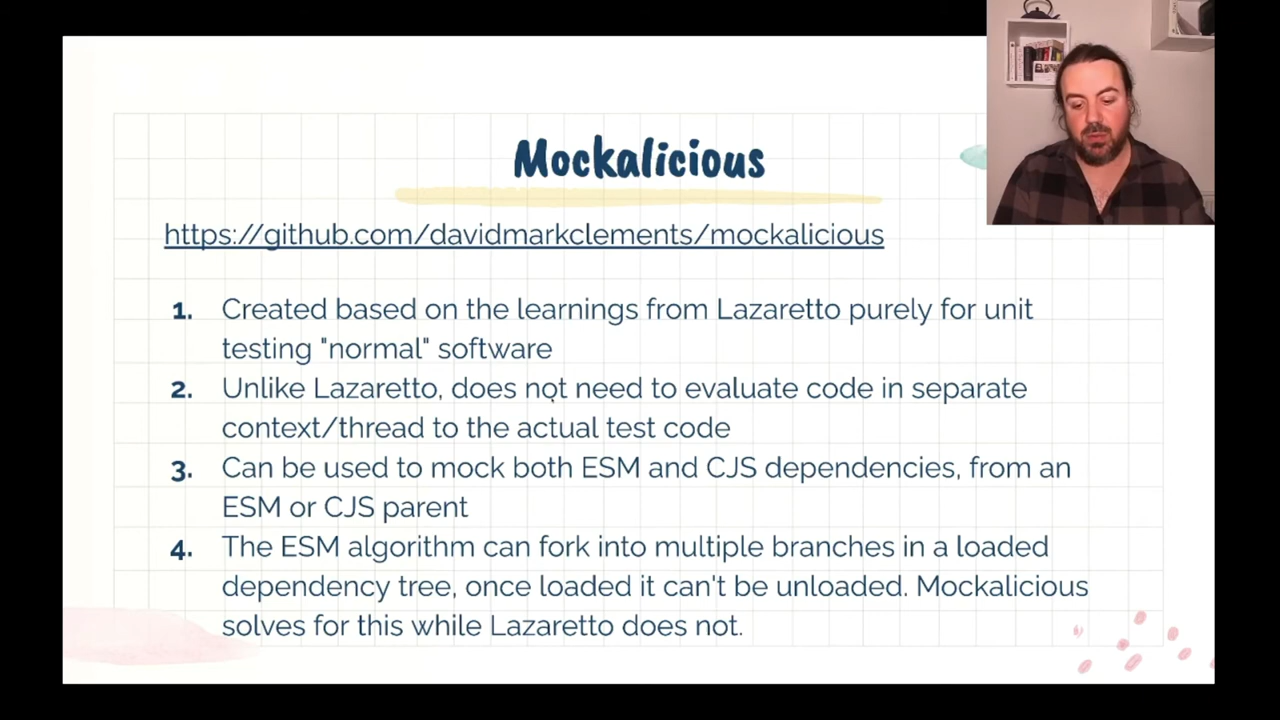 Mockalicious
https://github.com/davidmarkclements/mockalicious
1. Created based on the learnings from Lazaretto purely for unit
testing "normal" software
2. Unlike Lazaretto, does not need to evaluate code in separate
context/thread to the actual test code
3. Can be used to mock both ESM and CJS dependencies, from an
ESM or CJS parent
4. The ESM algorithm can fork into multiple branches in a loaded
dependency tree, once loaded it can't be unloaded. Mockalicious
solves for this while Lazaretto does not.